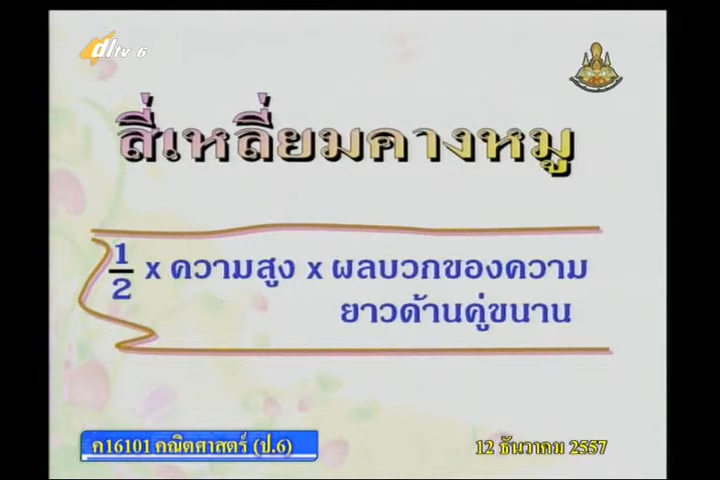 dltv 6
สี่เหลี่ยมคางหมู
1/2 x ความสูง x ผลบวกของความ
ยาวด้านคู่ขนาน
ค16101 คณิตศาสตร์ (ป.6)
12 ธันวาคม 2557